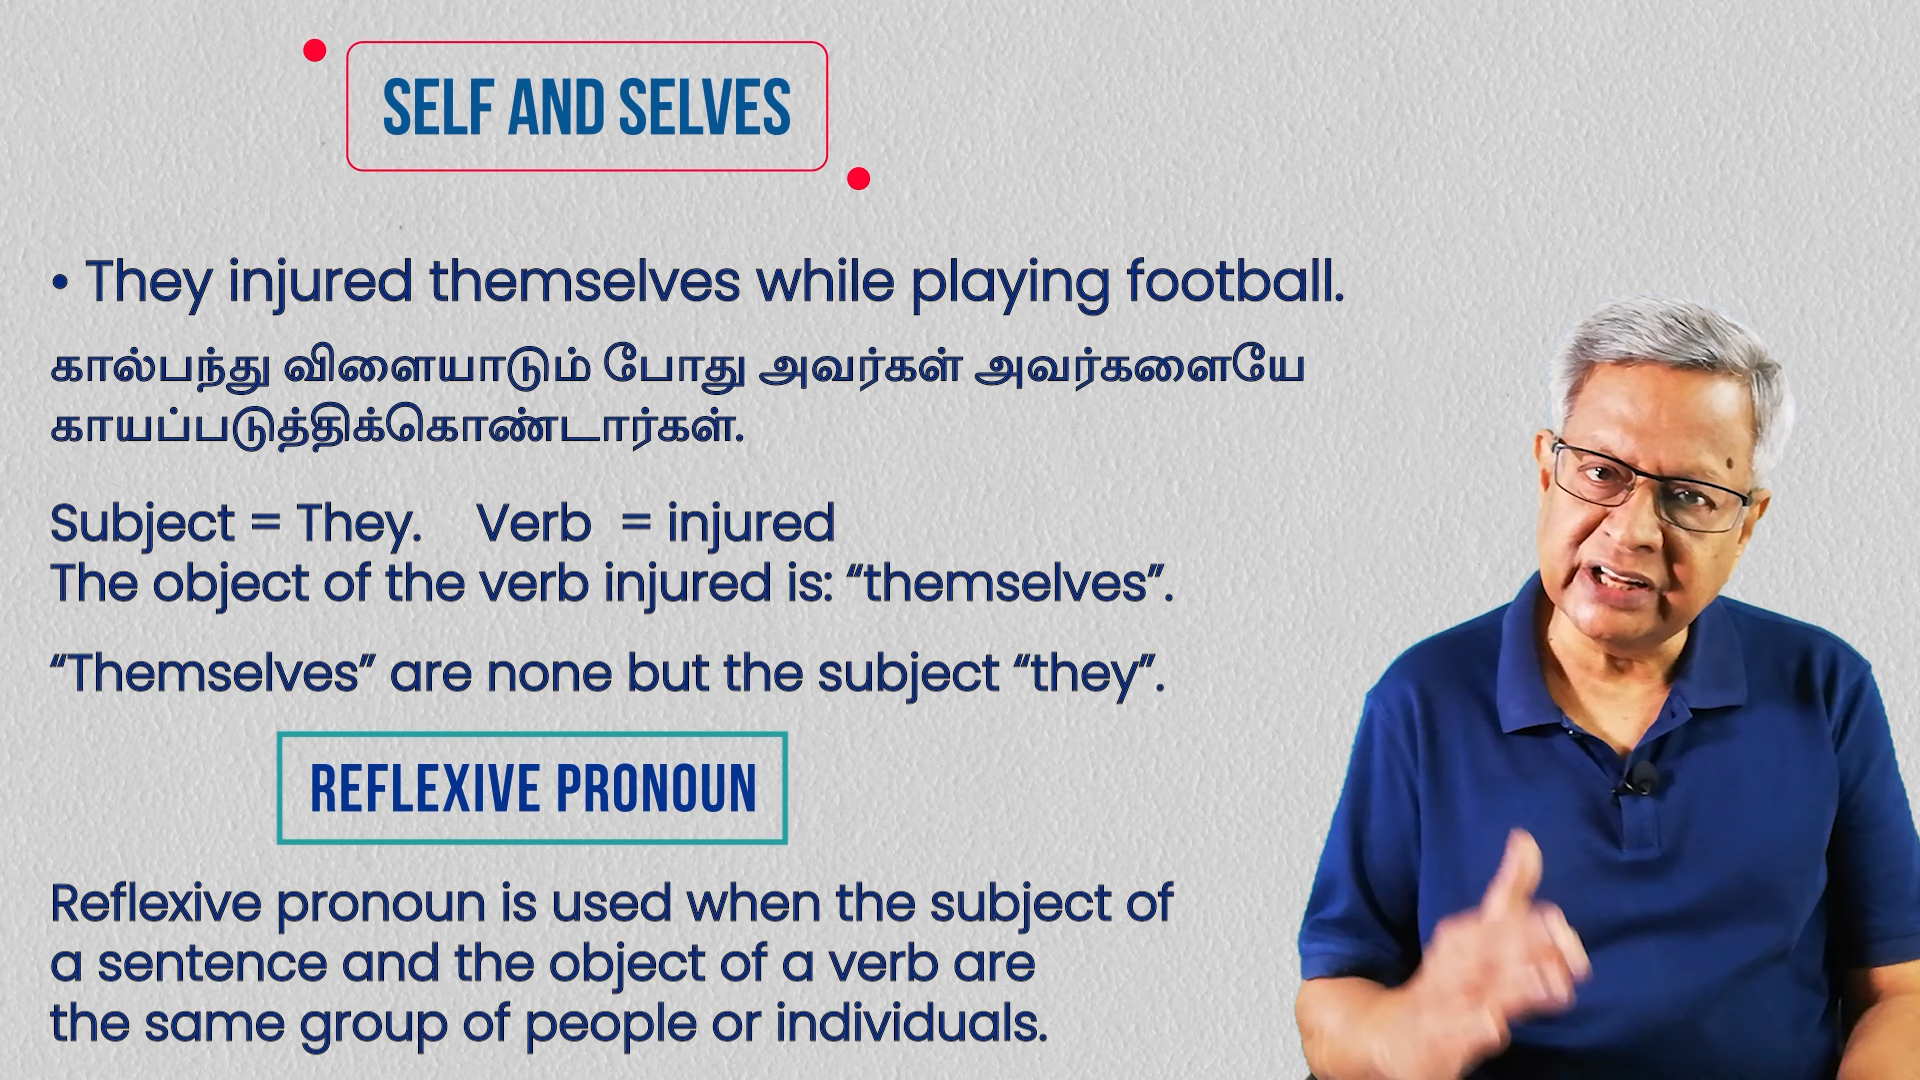 SELF AND SELVES
• They injured themselves while playing football.
கால்பந்து விளையாடும் போது அவர்கள் அவர்களையே
காயப்படுத்திக்கொண்டார்கள்.
Subject = They. Verb = injured
The object of the verb injured is: “themselves”.
“Themselves” are none but the subject “they”.
REFLEXIVE PRONOUN
Reflexive pronoun is used when the subject of
a sentence and the object of a verb are
the same group of people or individuals.